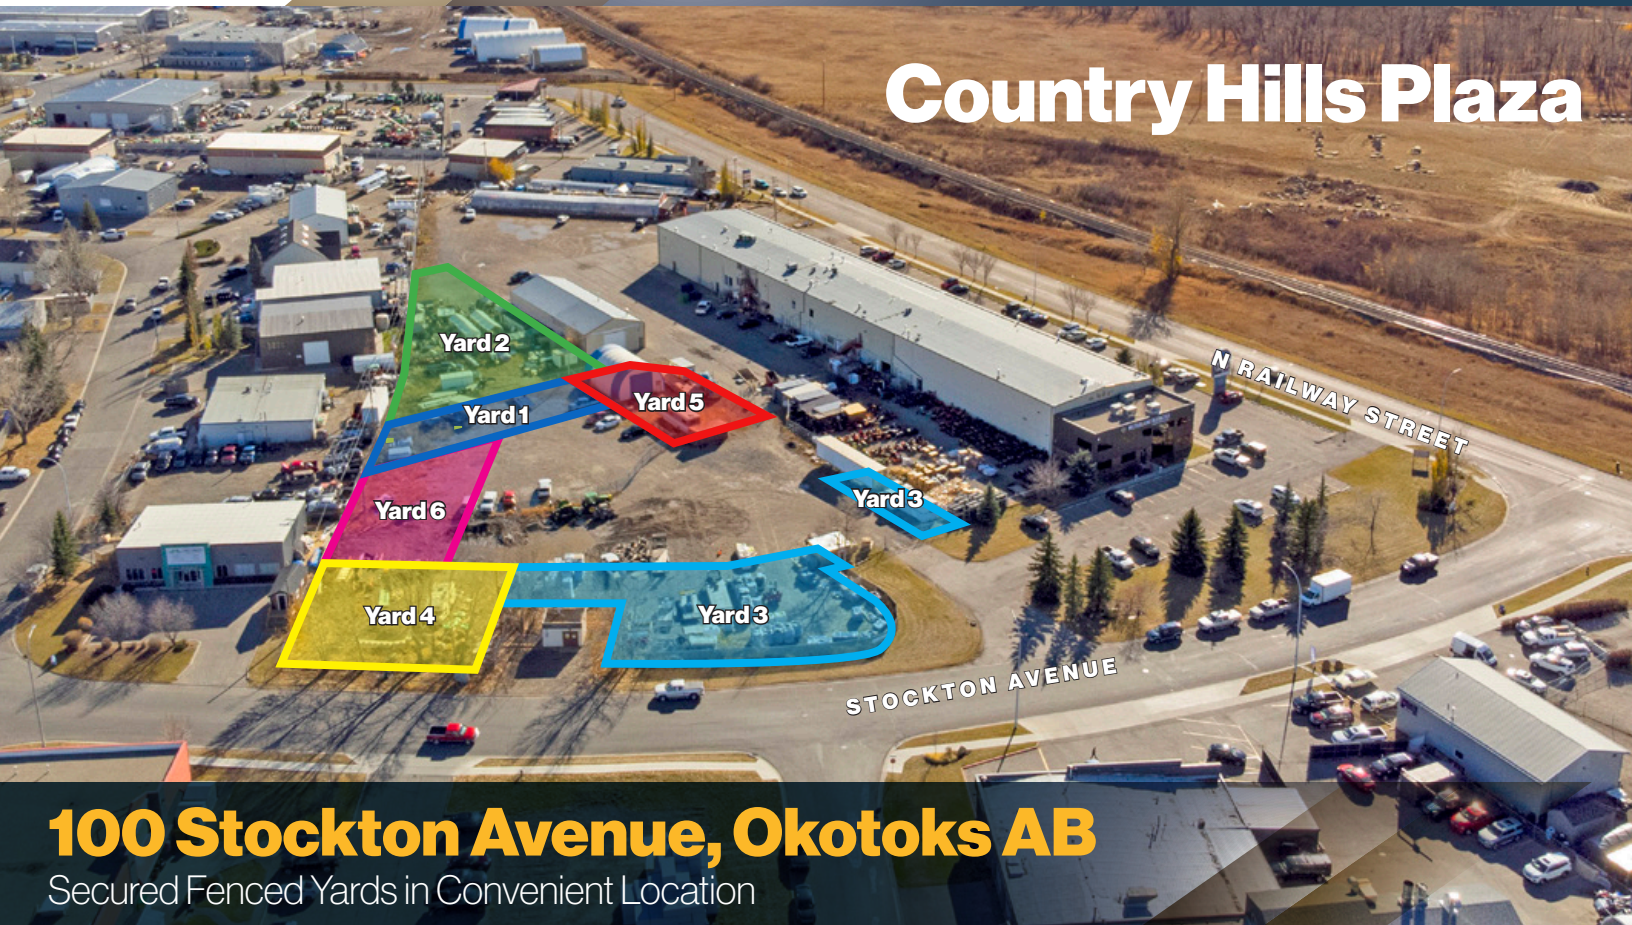 Country Hills Plaza
Yard 2
Yard 5
Yard 1
N RAILWAY STREET
Yard 3
Yard 6
Yard 4
Yard 3
STOCKTON AVENUE
100 Stockton Avenue, Okotoks AB
Secured Fenced Yards in Convenient Location